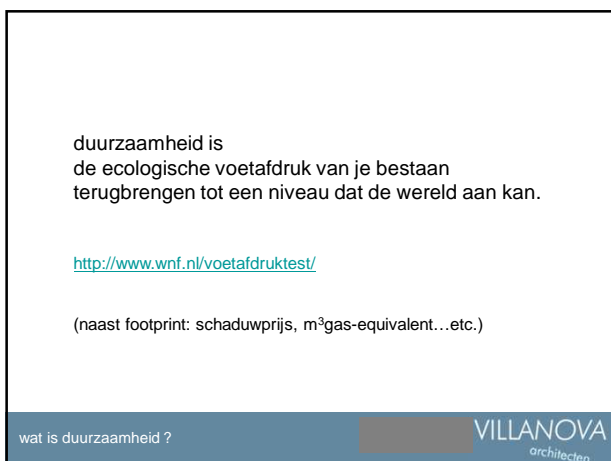 duurzaamheid is
de ecologische voetafdruk van je bestaan
terugbrengen tot een niveau dat de wereld aan kan.
http://www.wnf.nl/voetafdruktest/
(naast footprint: schaduwprijs, m³gas-equivalent…etc.)
wat is duurzaamheid ?
VILLANOVA
architecten